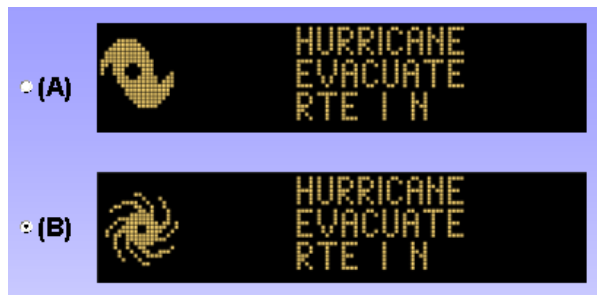 (A)
HURRICANE
EVACUATE
RTE I N
(B)
HURRICANE
EVACUATE
RTE I N